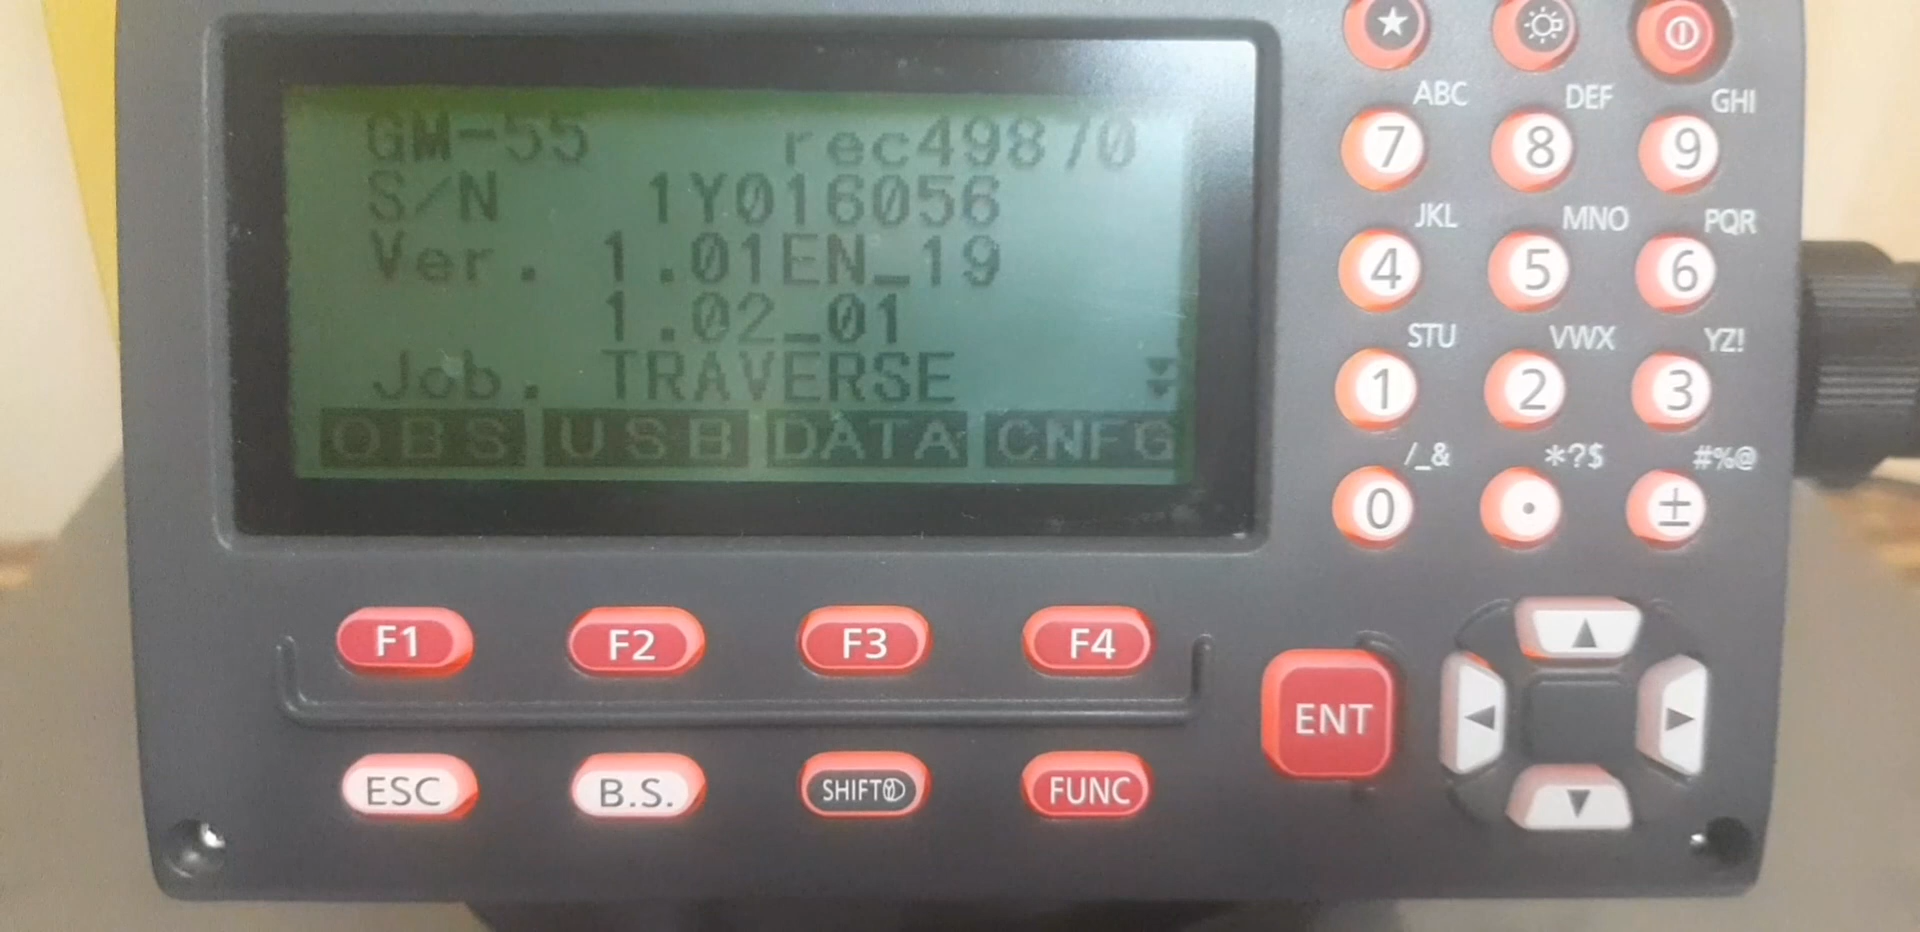 GM-55 rec49870
S/N 1Y016056
Ver. 1.01EN_19
1.02_01
Job. TRAVERSE
OBS USB DATA CNFG
ABC DEF GHI
7 8 9
JKL MNO PQR
4 5 6
STU VWX YZ!
1 2 3
/_& *?$ #%@
0 . ±
F1 F2 F3 F4
ENT
ESC B.S. SHIFT FUNC